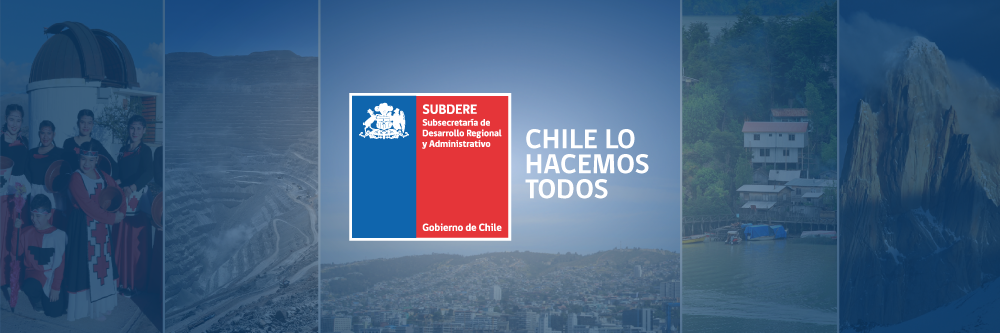 SUBDERE
Subsecretaría de
Desarrollo Regional
y Administrativo
Gobierno de Chile
CHILE LO
HACEMOS
TODOS